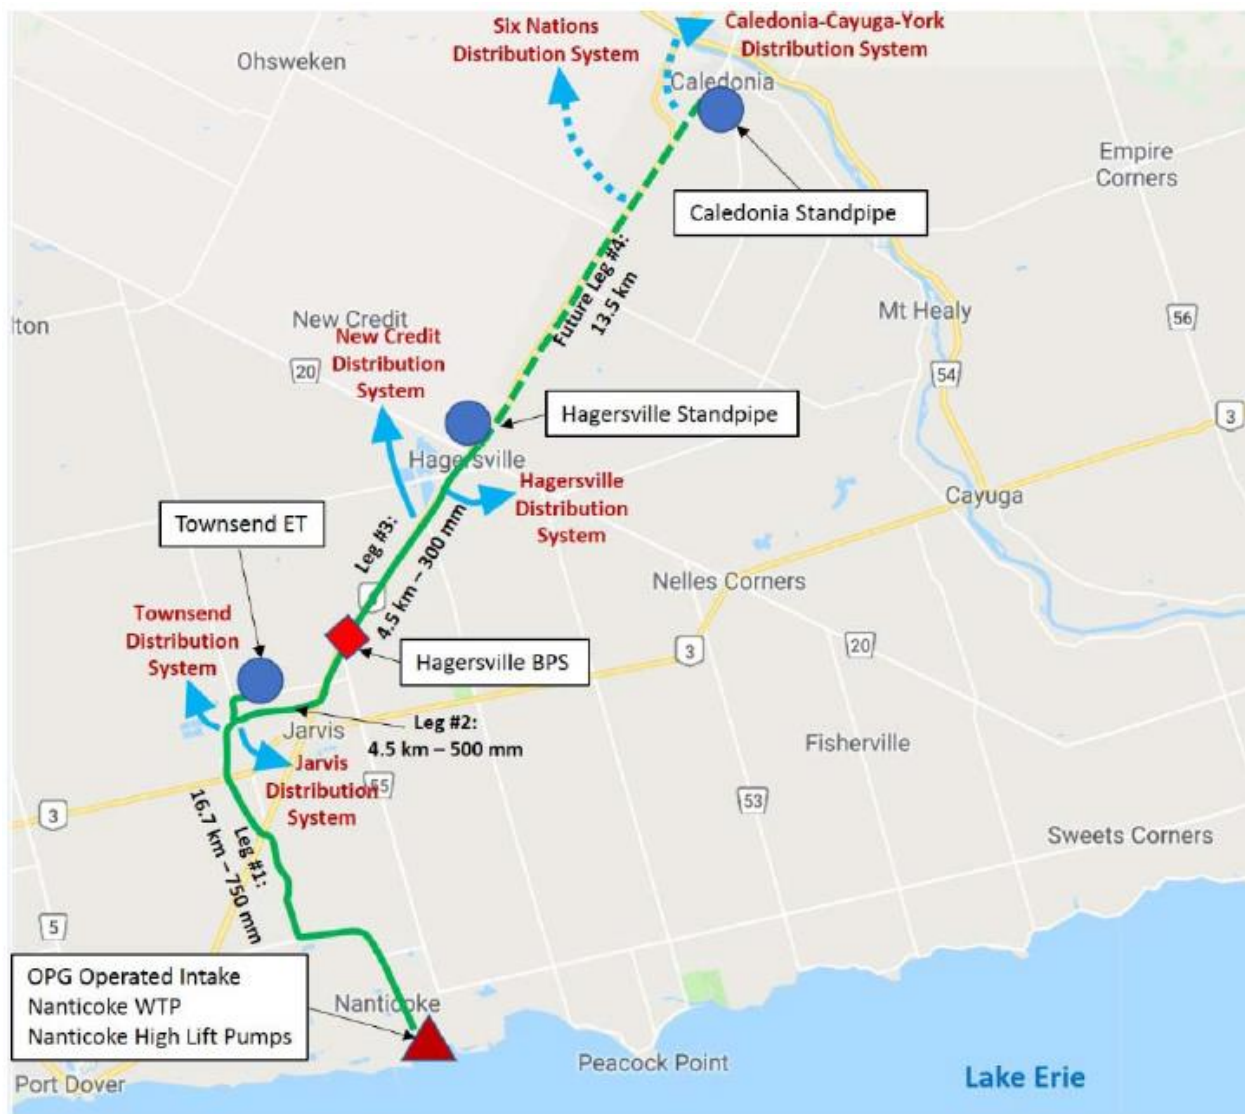 Six Nations
Distribution System
Caledonia-Cayuga-York
Distribution System
Ohsweken
Caledonia
Empire
Corners
Caledonia Standpipe
Future Leg #4:
13.5 km
Mt Healy
lton
New Credit
New Credit
Distribution
System
20
56
54
3
Hagersville Standpipe
Hagersville
Hagersville
Distribution
System
Cayuga
Townsend ET
Leg #3:
4.5 km – 300 mm
Nelles Corners
Townsend
Distribution
System
3
20
Hagersville BPS
Leg #2:
4.5 km – 500 mm
Jarvis
Fisherville
Jarvis
Distribution
System
55
53
3
Leg #1:
16.7 km – 750 mm
Sweets Corners
5
OPG Operated Intake
Nanticoke WTP
Nanticoke High Lift Pumps
Nanticoke
Peacock Point
Lake Erie
Port Dover